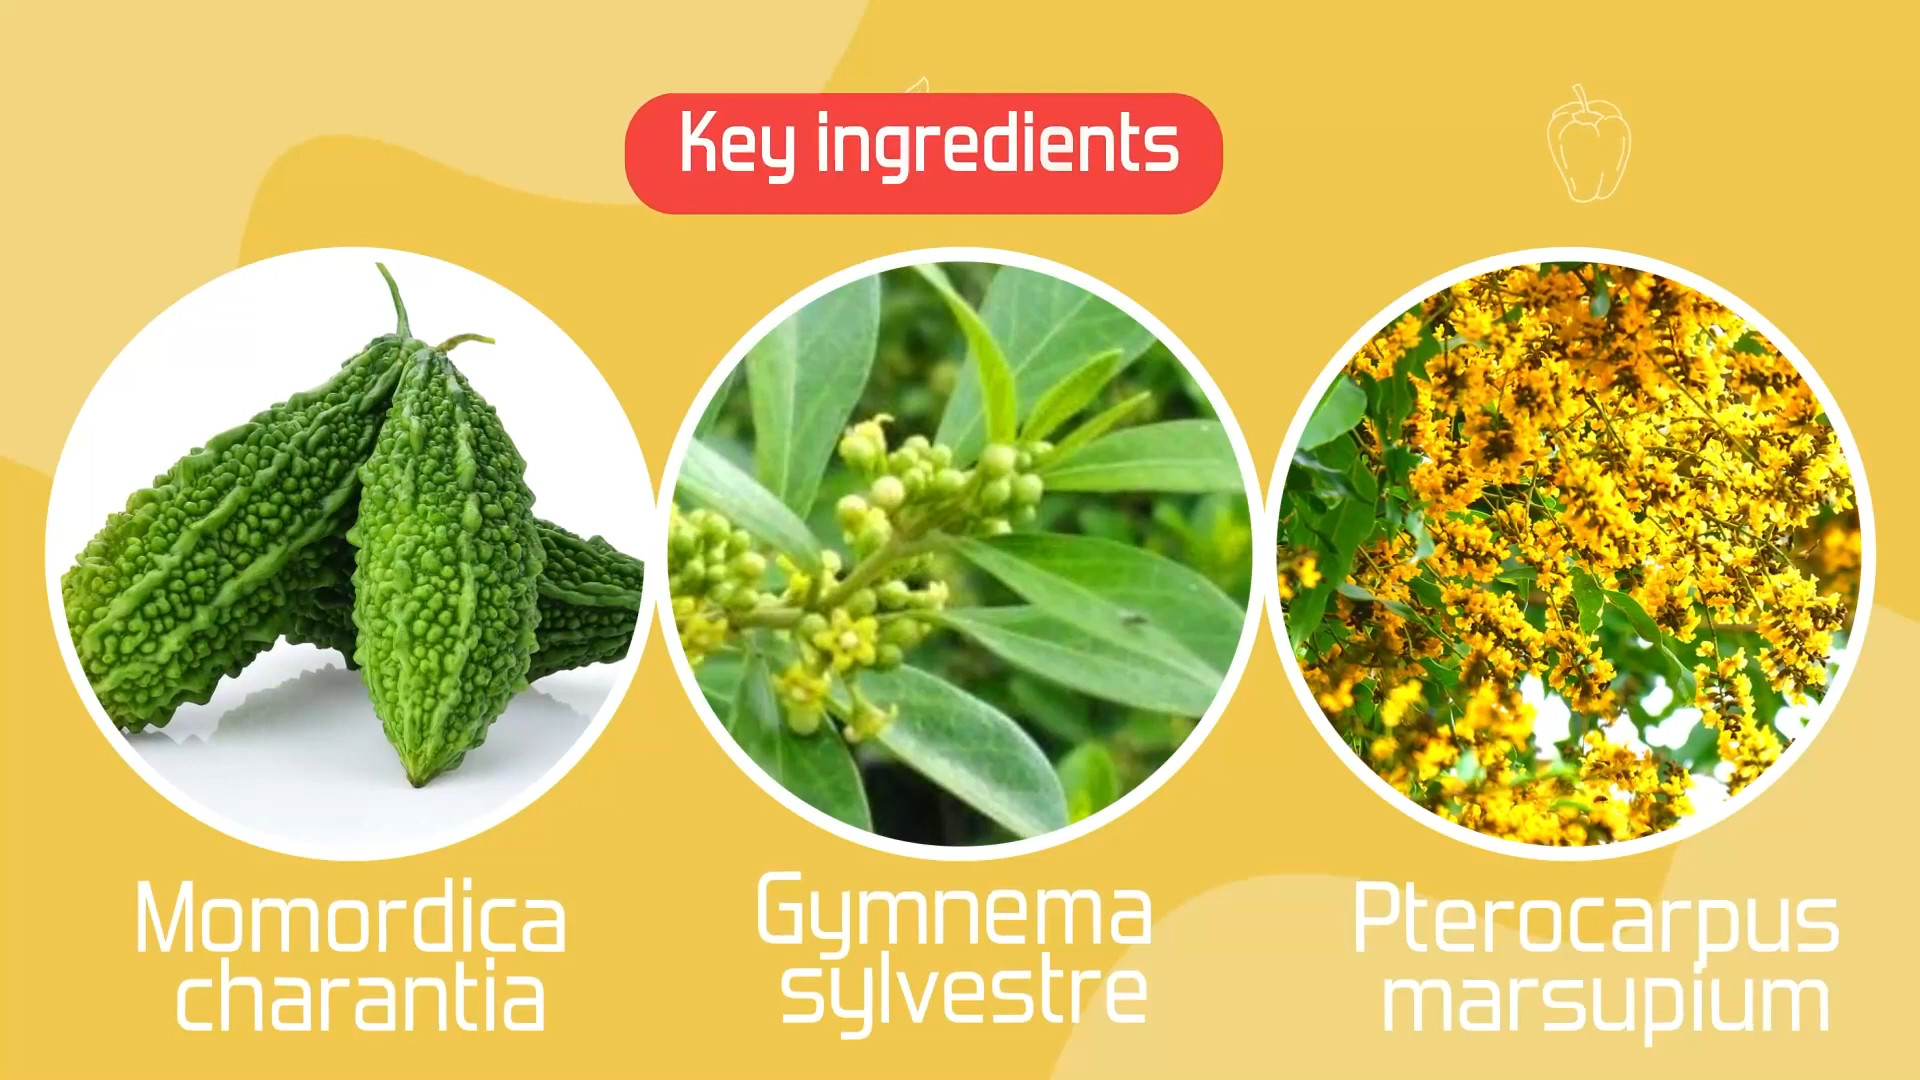 Key ingredients
Momordica
charantia
Gymnema
sylvestre
Pterocarpus
marsupium